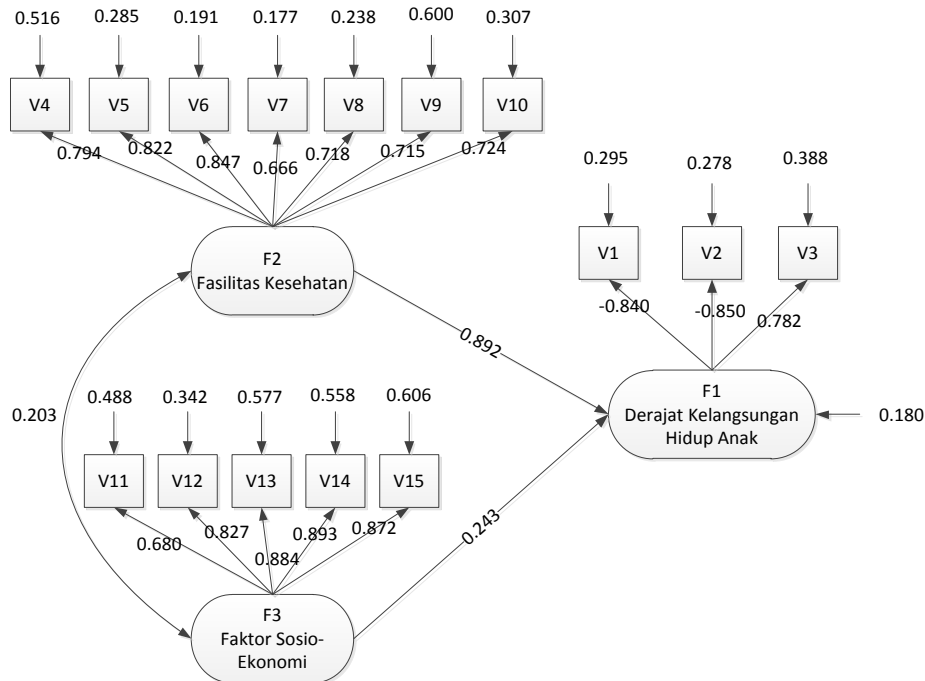 0.516 0.285 0.191 0.177 0.238 0.600 0.307
V4 V5 V6 V7 V8 V9 V10
0.794 0.822 0.847 0.666 0.718 0.715 0.724
0.295 0.278 0.388
V1 V2 V3
-0.840 -0.850 0.782
F2
Fasilitas Kesehatan
0.892
F1
Derajat Kelangsungan
Hidup Anak
0.180
0.203
0.488 0.342 0.577 0.558 0.606
V11 V12 V13 V14 V15
0.680 0.827 0.884 0.893 0.872
0.243
F3
Faktor Sosio-
Ekonomi